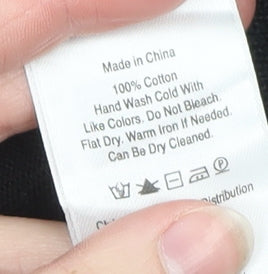 Made in China
100% Cotton
Hand Wash Cold With
Like Colors. Do Not Bleach.
Flat Dry. Warm Iron If Needed.
Can Be Dry Cleaned.
P
Distribution